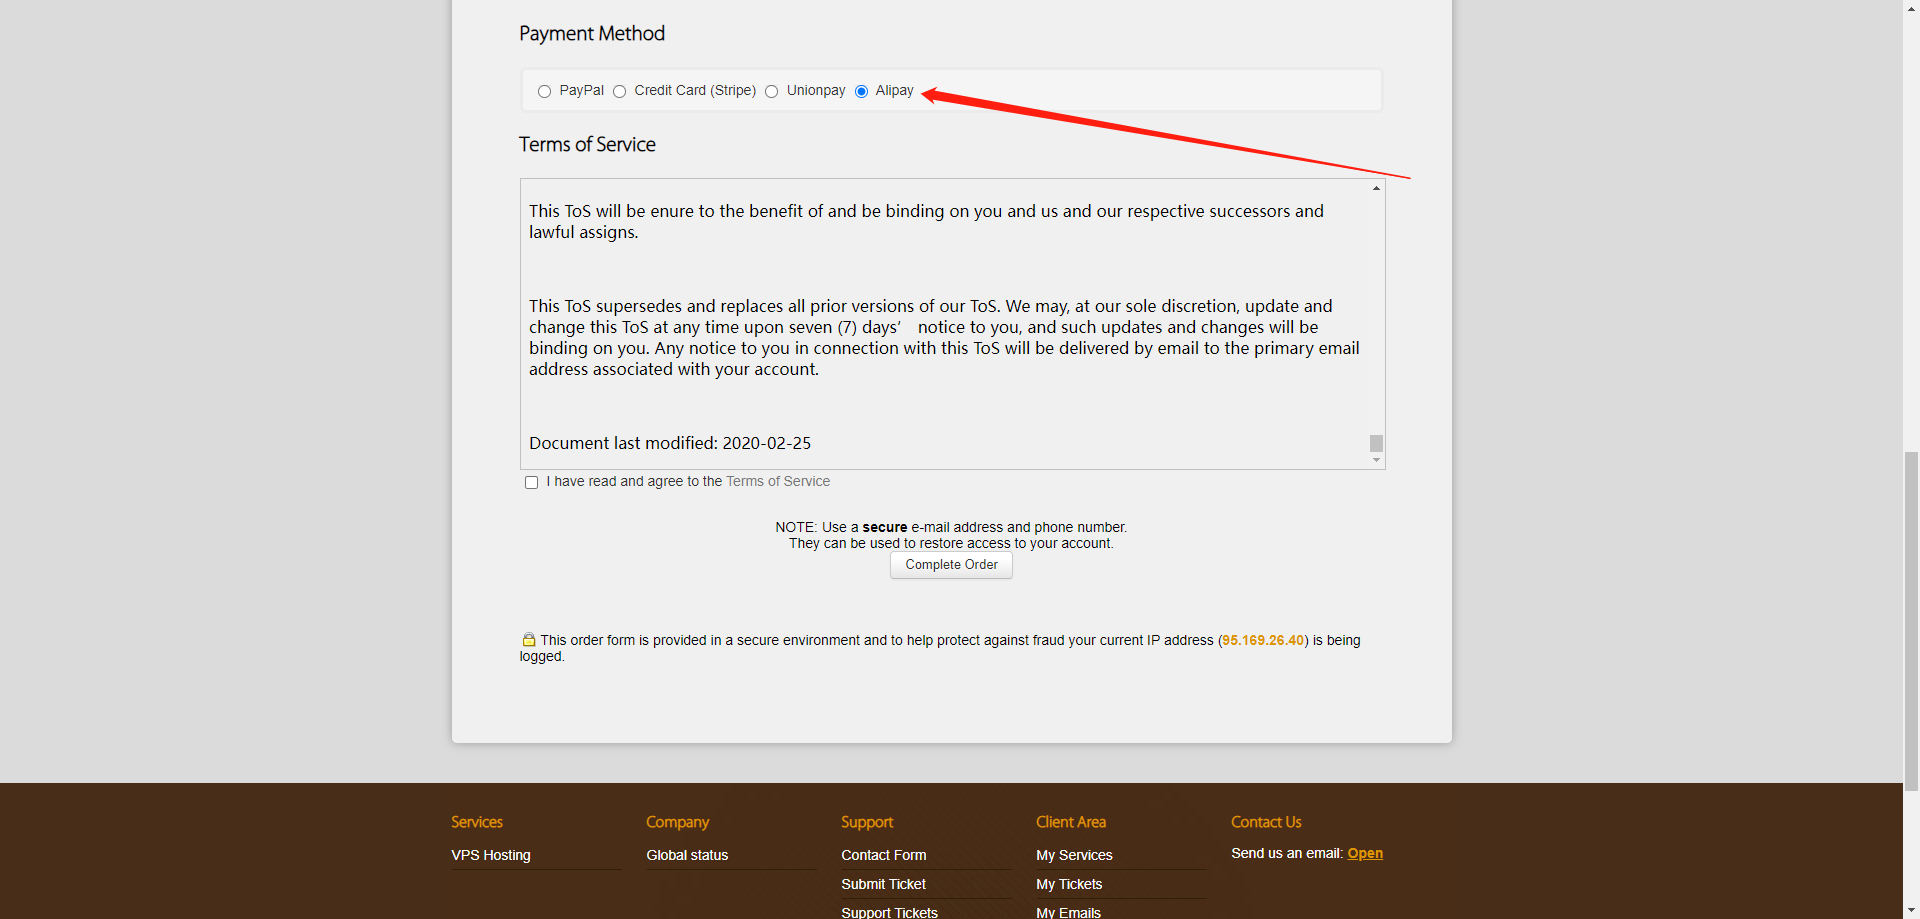 Payment Method
PayPal Credit Card (Stripe) Unionpay Alipay
Terms of Service
This ToS will be enure to the benefit of and be binding on you and us and our respective successors and
lawful assigns.
This ToS supersedes and replaces all prior versions of our ToS. We may, at our sole discretion, update and
change this ToS at any time upon seven (7) days’ notice to you, and such updates and changes will be
binding on you. Any notice to you in connection with this ToS will be delivered by email to the primary email
address associated with your account.
Document last modified: 2020-02-25
I have read and agree to the Terms of Service
NOTE: Use a secure e-mail address and phone number.
They can be used to restore access to your account.
Complete Order
This order form is provided in a secure environment and to help protect against fraud your current IP address (95.169.26.40) is being
logged.
Services
VPS Hosting
Company
Global status
Support
Contact Form
Submit Ticket
Support Tickets
Client Area
My Services
My Tickets
My Emails
Contact Us
Send us an email: Open